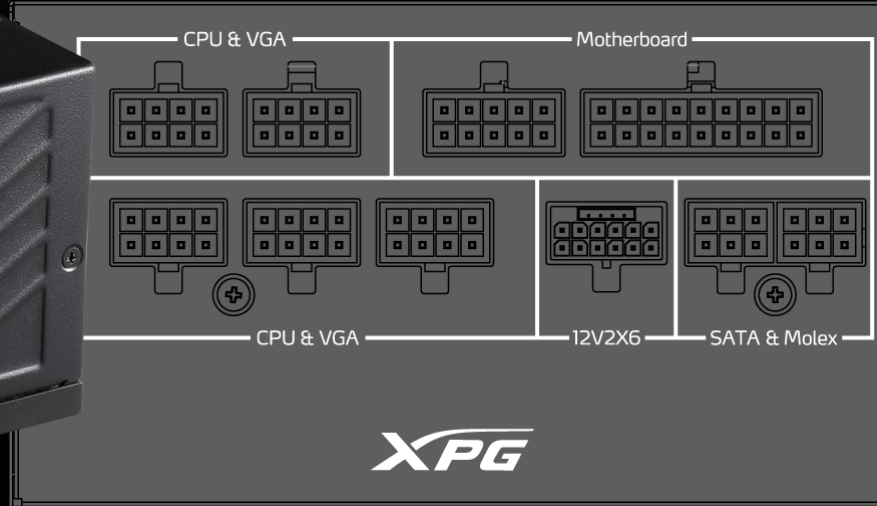 CPU & VGA
Motherboard
CPU & VGA
12V2X6
SATA & Molex
XPG